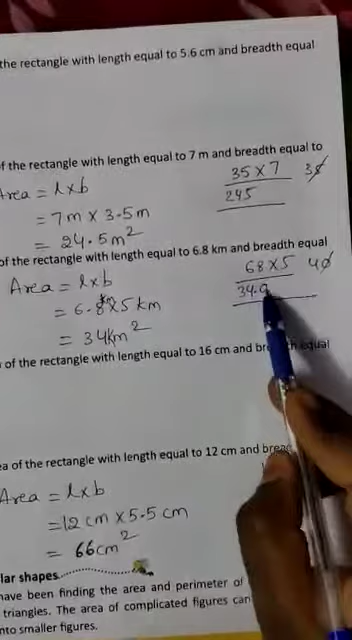 the rectangle with length equal to 5.6 cm and breadth equal
of the rectangle with length equal to 7 m and breadth equal to
Area = l x b
35 X 7
= 7m x 3.5m
245
= 24.5m²
of the rectangle with length equal to 6.8 km and breadth equal
Area = l x b
68 X 5
= 6.8 km x 5 km
34.0
= 34km²
of the rectangle with length equal to 16 cm and equal
of the rectangle with length equal to 12 cm and
Area = l x b
= 12 cm x 5.5 cm
= 66cm²
lar shapes
have been finding the area and perimeter of
triangles. The area of complicated figures can
nto smaller figures.